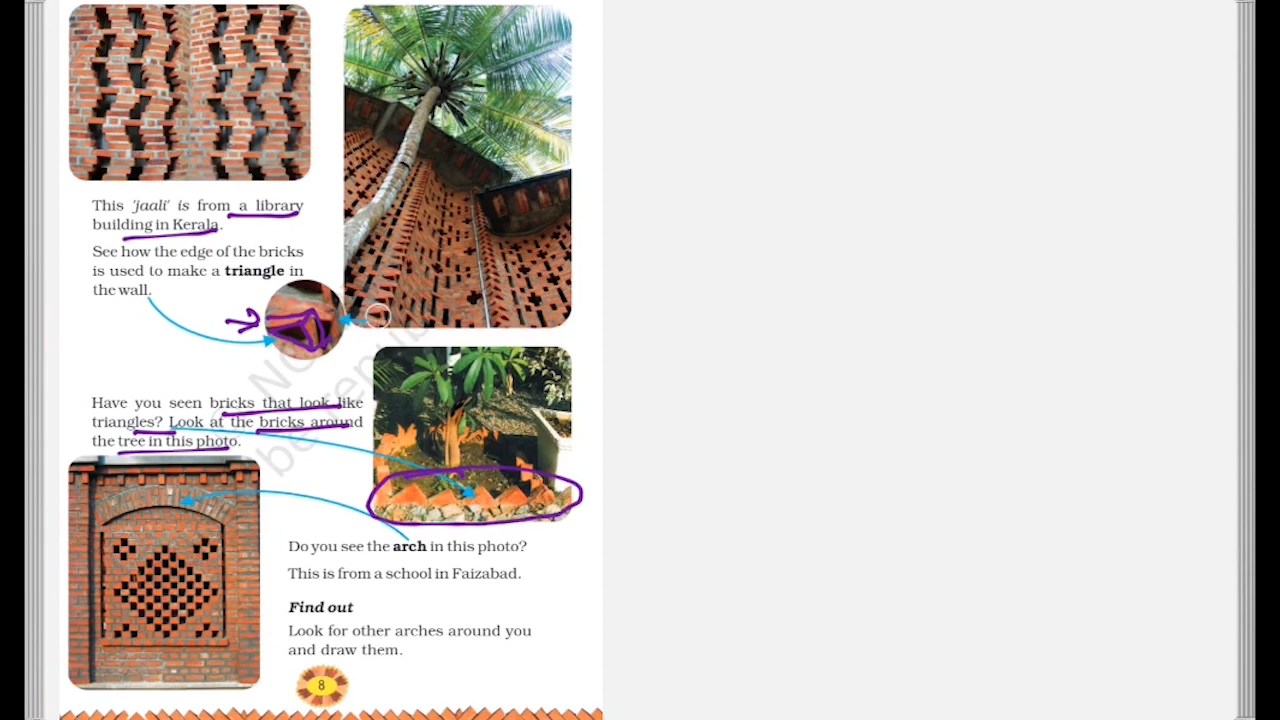 This 'jaali' is from a library
building in Kerala.
See how the edge of the bricks
is used to make a triangle in
the wall.
Have you seen bricks that look like
triangles? Look at the bricks around
the tree in this photo.
Do you see the arch in this photo?
This is from a school in Faizabad.
Find out
Look for other arches around you
and draw them.
8